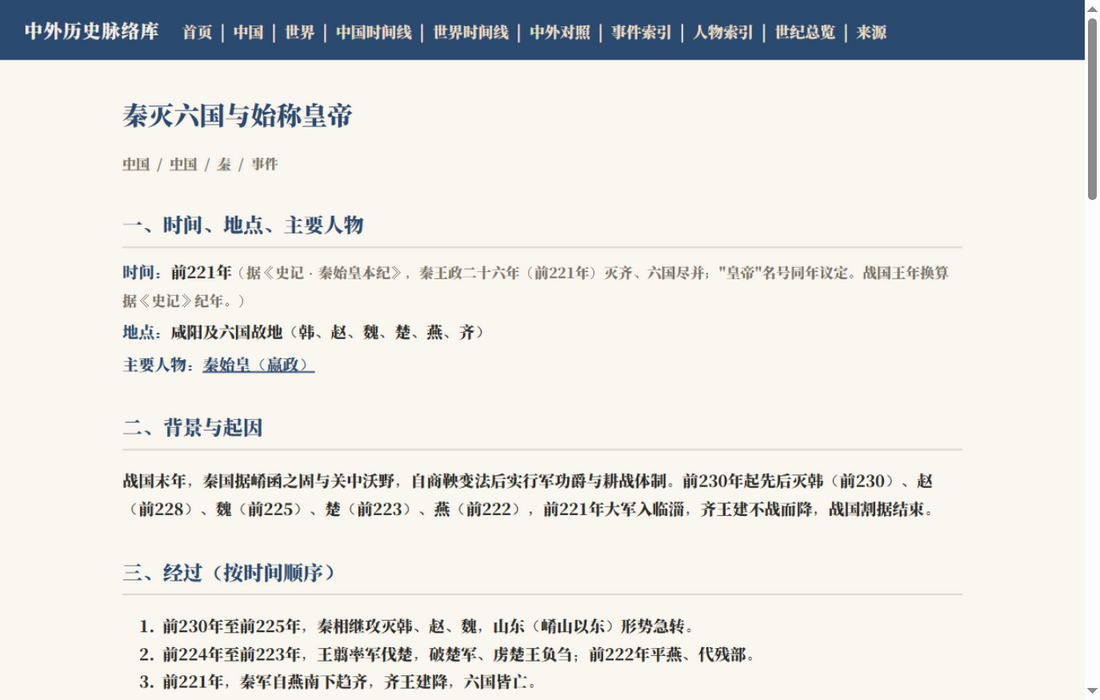 中外历史脉络库 首页 | 中国 | 世界 | 中国时间线 | 世界时间线 | 中外对照 | 事件索引 | 人物索引 | 世纪总览 | 来源
秦灭六国与始称皇帝
中国 / 中国 / 秦 / 事件
一、时间、地点、主要人物
时间：前221年（据《史记·秦始皇本纪》，秦王政二十六年（前221年）灭齐、六国尽并；"皇帝"名号同年议定。战国王年换算
据《史记》纪年。）
地点：咸阳及六国故地（韩、赵、魏、楚、燕、齐）
主要人物：秦始皇（嬴政）
二、背景与起因
战国末年，秦国据崤函之固与关中沃野，自商鞅变法后实行军功爵与耕战体制。前230年起先后灭韩（前230）、赵
（前228）、魏（前225）、楚（前223）、燕（前222），前221年大军入临淄，齐王建不战而降，战国割据结束。
三、经过（按时间顺序）
1. 前230年至前225年，秦相继攻灭韩、赵、魏，山东（崤山以东）形势急转。
2. 前224年至前223年，王翦率军伐楚，破楚军、虏楚王负刍；前222年平燕、代残部。
3. 前221年，秦军自燕南下趋齐，齐王建降，六国皆亡。